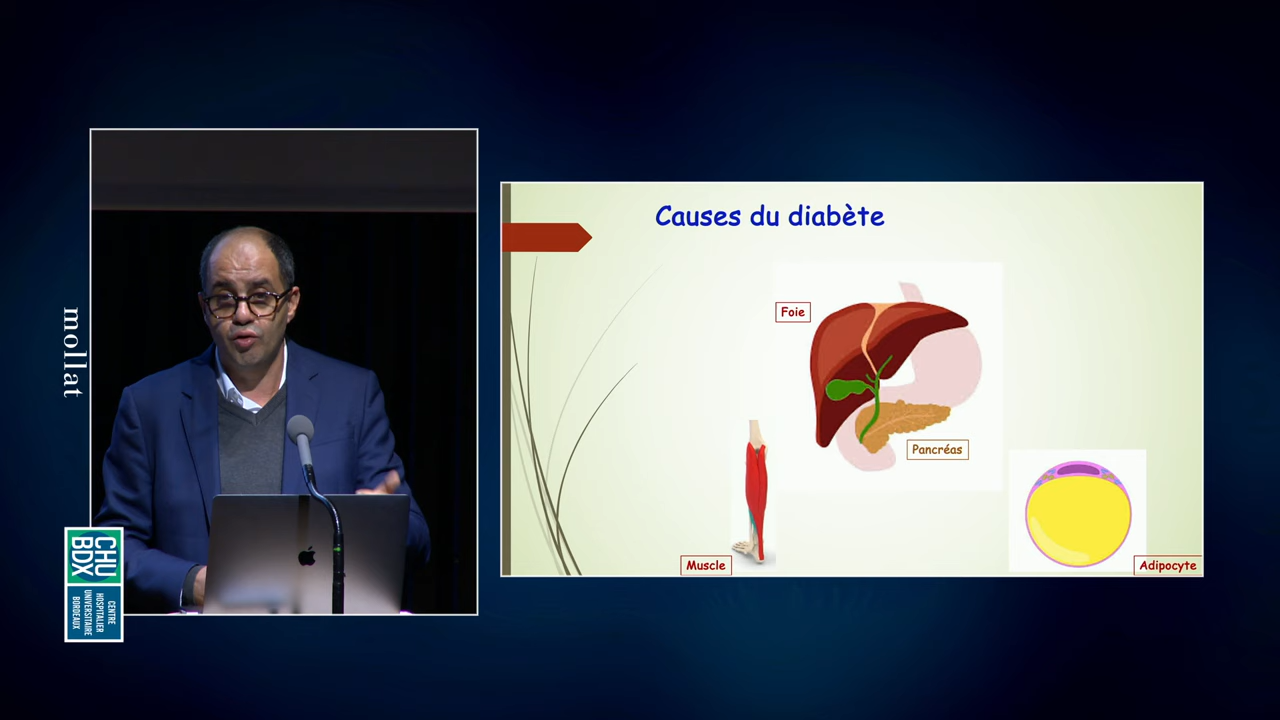 mollat
CHU
BDX
CENTRE
HOSPITALIER
UNIVERSITAIRE
BORDEAUX
Causes du diabète
Foie
Pancréas
Muscle
Adipocyte